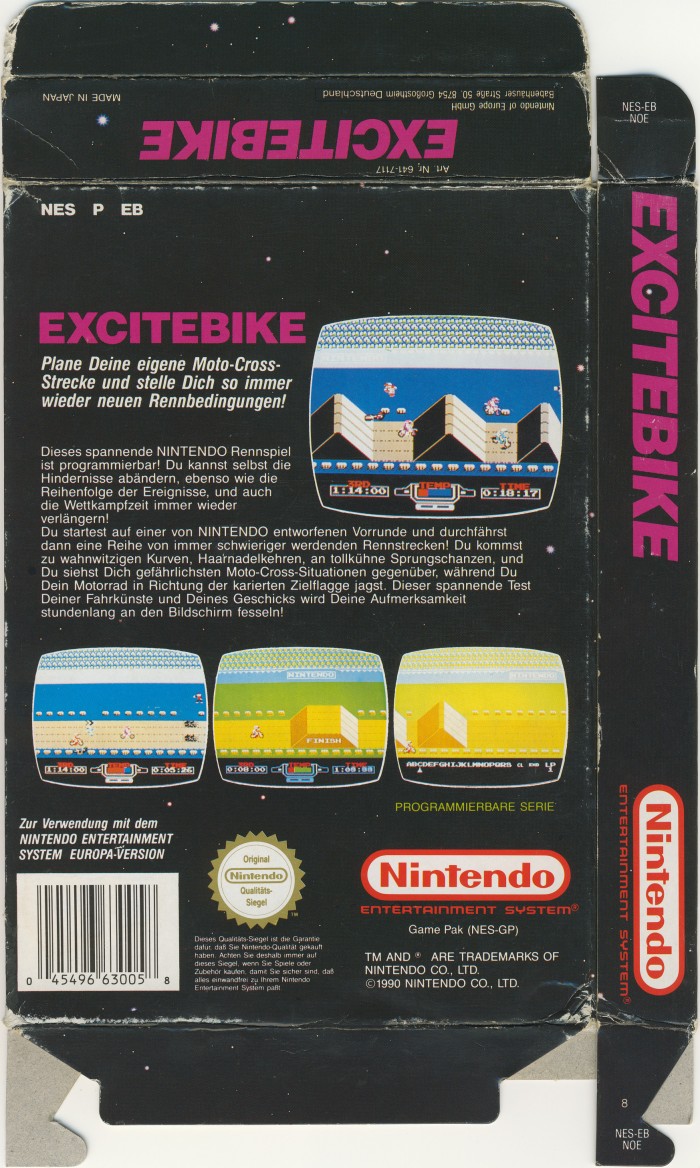 MADE IN JAPAN
Nintendo of Europe GmbH
Babenhäuser Straße 50, 8754 Großostheim Deutschland
EXCITEBIKE
Art. Nr. 641-7117
NES-EB
NOE
NES P EB
EXCITEBIKE
Plane Deine eigene Moto-Cross-
Strecke und stelle Dich so immer
wieder neuen Rennbedingungen!
3RD TEMP TIME
1:14:00 0:18:17
Dieses spannende NINTENDO Rennspiel
ist programmierbar! Du kannst selbst die
Hindernisse abändern, ebenso wie die
Reihenfolge der Ereignisse, und auch
die Wettkampfzeit immer wieder
verlängern!
Du startest auf einer von NINTENDO entworfenen Vorrunde und durchfährst
dann eine Reihe von immer schwieriger werdenden Rennstrecken! Du kommst
zu wahnwitzigen Kurven, Haarnadelkehren, an tollkühne Sprungschanzen, und
Du siehst Dich gefährlichsten Moto-Cross-Situationen gegenüber, während Du
Dein Motorrad in Richtung der karierten Zielflagge jagst. Dieser spannende Test
Deiner Fahrkünste und Deines Geschicks wird Deine Aufmerksamkeit
stundenlang an den Bildschirm fesseln!
3RD TEMP TIME
1:14:00 0:05:26
NINTENDO
FINISH
3RD TEMP TIME
0:08:00
NINTENDO
ABCDEFGHIJKLMNOPQRS CL END LP
1
PROGRAMMIERBARE SERIE
Zur Verwendung mit dem
NINTENDO ENTERTAINMENT
SYSTEM EUROPA-VERSION
0 45496 63005 8
Original
Nintendo
Qualitäts-
Siegel
TM
Dieses Qualitäts-Siegel ist die Garantie
dafür, daß Sie Nintendo-Qualität gekauft
haben. Achten Sie deshalb immer auf
dieses Siegel, wenn Sie Spiele oder
Zubehör kaufen, damit Sie sicher sind, daß
alles einwandfrei zu Ihrem Nintendo
Entertainment System paßt.
Nintendo
ENTERTAINMENT SYSTEM®
Game Pak (NES-GP)
TM AND ® ARE TRADEMARKS OF
NINTENDO CO., LTD.
©1990 NINTENDO CO., LTD.
EXCITEBIKE
Nintendo
ENTERTAINMENT SYSTEM®
8
NES-EB
NOE